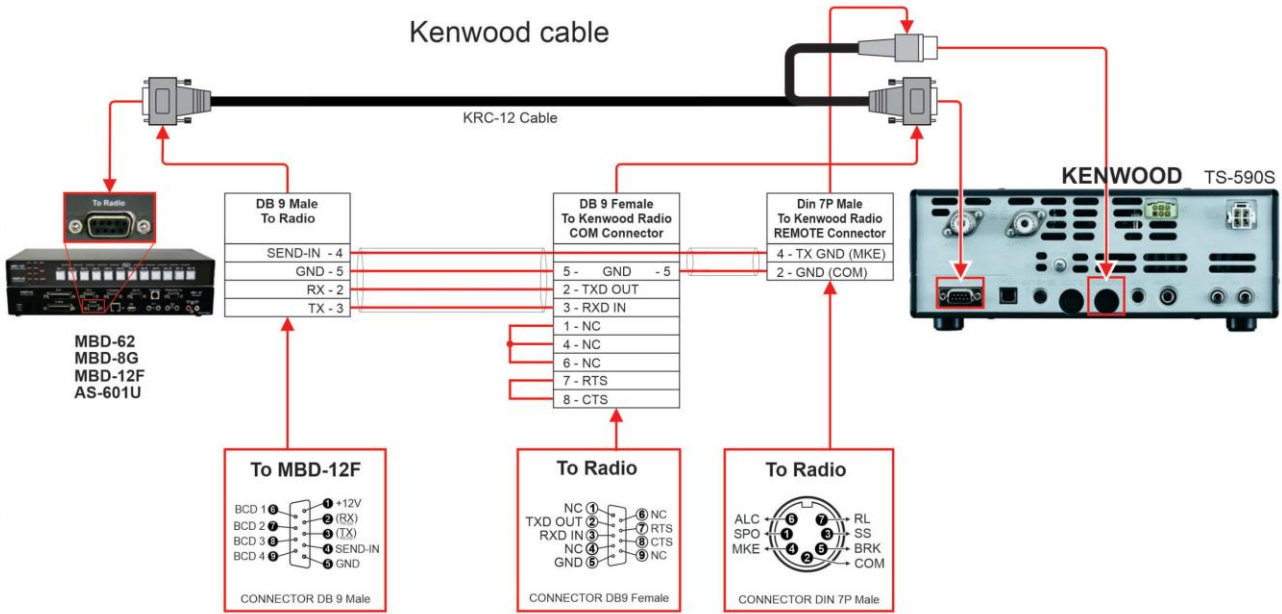 Kenwood cable
KRC-12 Cable
To Radio
MBD-62
MBD-8G
MBD-12F
AS-601U
DB 9 Male
To Radio
SEND-IN - 4
GND - 5
RX - 2
TX - 3
DB 9 Female
To Kenwood Radio
COM Connector
5 - GND - 5
2 - TXD OUT
3 - RXD IN
1 - NC
4 - NC
6 - NC
7 - RTS
8 - CTS
Din 7P Male
To Kenwood Radio
REMOTE Connector
4 - TX GND (MKE)
2 - GND (COM)
KENWOOD TS-590S
To MBD-12F
BCD 1 6
BCD 2 7
BCD 3 8
BCD 4 9
1 +12V
2 (RX)
3 (TX)
4 SEND-IN
5 GND
CONNECTOR DB 9 Male
To Radio
NC 1
TXD OUT 2
RXD IN 3
NC 4
GND 5
6 NC
7 RTS
8 CTS
9 NC
CONNECTOR DB9 Female
To Radio
ALC 6 7 RL
SPO 1 3 SS
MKE 4 5 BRK
2 COM
CONNECTOR DIN 7P Male